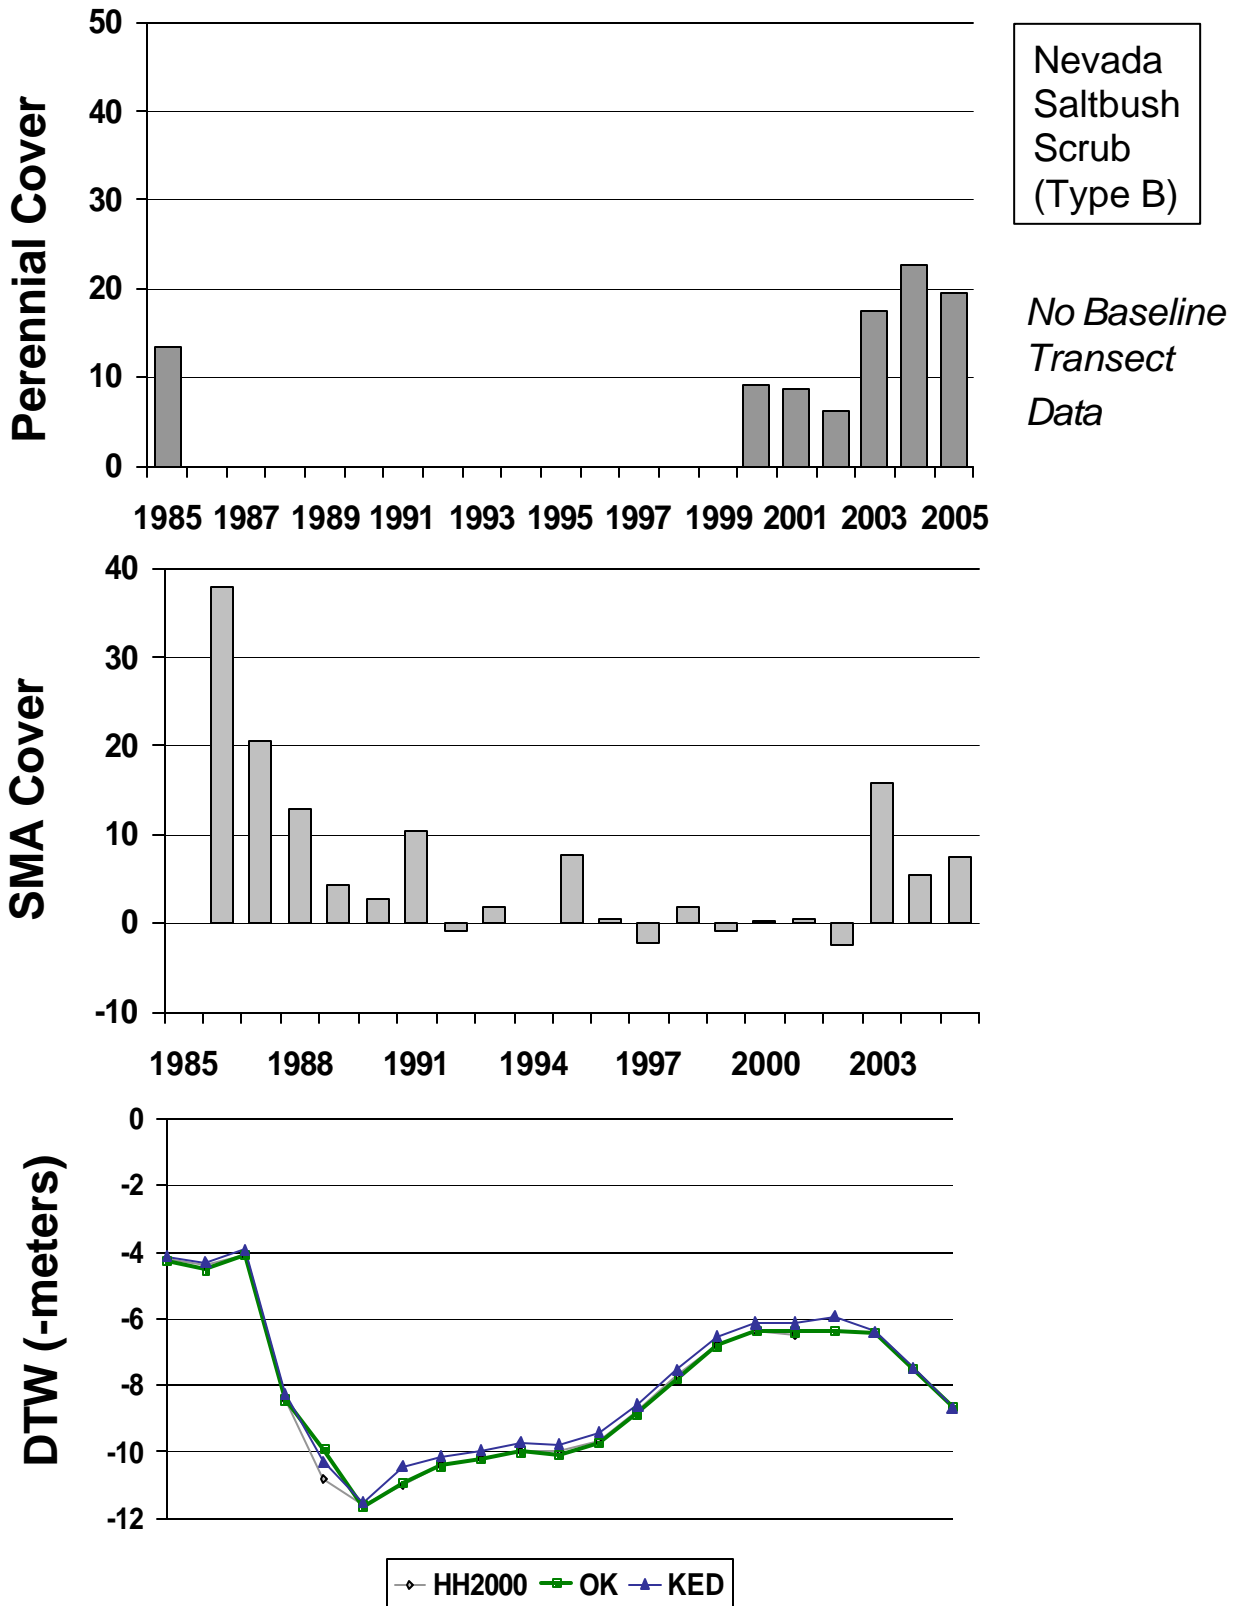 50
40
30
20
10
0
Perennial Cover
1985 1987 1989 1991 1993 1995 1997 1999 2001 2003 2005
Nevada
Saltbush
Scrub
(Type B)
No Baseline
Transect
Data
40
30
20
10
0
-10
SMA Cover
1985 1988 1991 1994 1997 2000 2003
0
-2
-4
-6
-8
-10
-12
DTW (-meters)
HH2000 OK KED